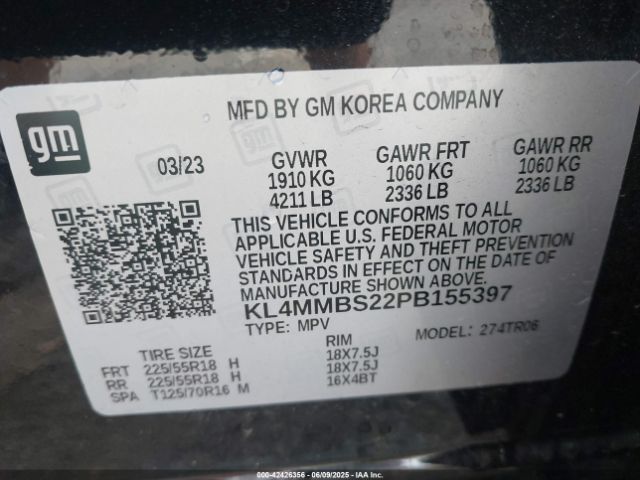 gm
MFD BY GM KOREA COMPANY
03/23
GVWR
1910 KG
4211 LB
GAWR FRT
1060 KG
2336 LB
GAWR RR
1060 KG
2336 LB
THIS VEHICLE CONFORMS TO ALL
APPLICABLE U.S. FEDERAL MOTOR
VEHICLE SAFETY AND THEFT PREVENTION
STANDARDS IN EFFECT ON THE DATE OF
MANUFACTURE SHOWN ABOVE.
KL4MMBS22PB155397
TYPE: MPV
MODEL: 274TR06
TIRE SIZE RIM
FRT 225/55R18 H 18X7.5J
RR 225/55R18 H 18X7.5J
SPA T125/70R16 M 16X4BT
000-42426356 - 06/09/2025 - IAA Inc.